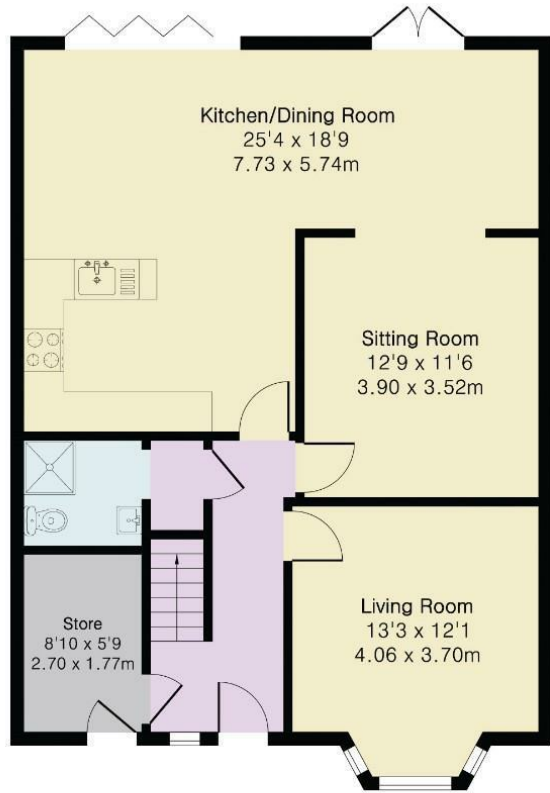 Kitchen/Dining Room
25'4 x 18'9
7.73 x 5.74m
Sitting Room
12'9 x 11'6
3.90 x 3.52m
Living Room
13'3 x 12'1
4.06 x 3.70m
Store
8'10 x 5'9
2.70 x 1.77m